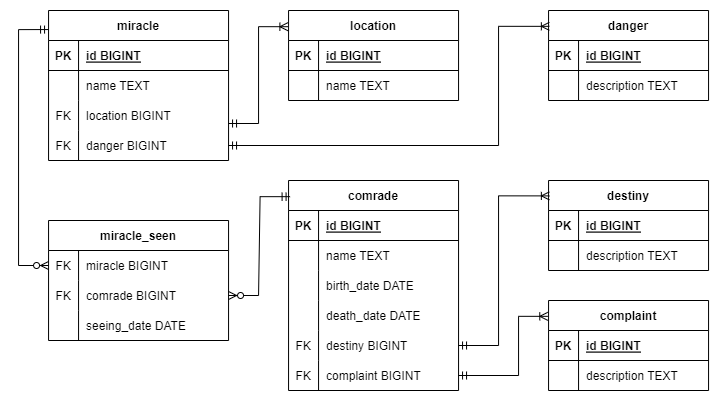 miracle
PK id BIGINT
name TEXT
FK location BIGINT
FK danger BIGINT
location
PK id BIGINT
name TEXT
danger
PK id BIGINT
description TEXT
miracle_seen
FK miracle BIGINT
FK comrade BIGINT
seeing_date DATE
comrade
PK id BIGINT
name TEXT
birth_date DATE
death_date DATE
FK destiny BIGINT
FK complaint BIGINT
destiny
PK id BIGINT
description TEXT
complaint
PK id BIGINT
description TEXT